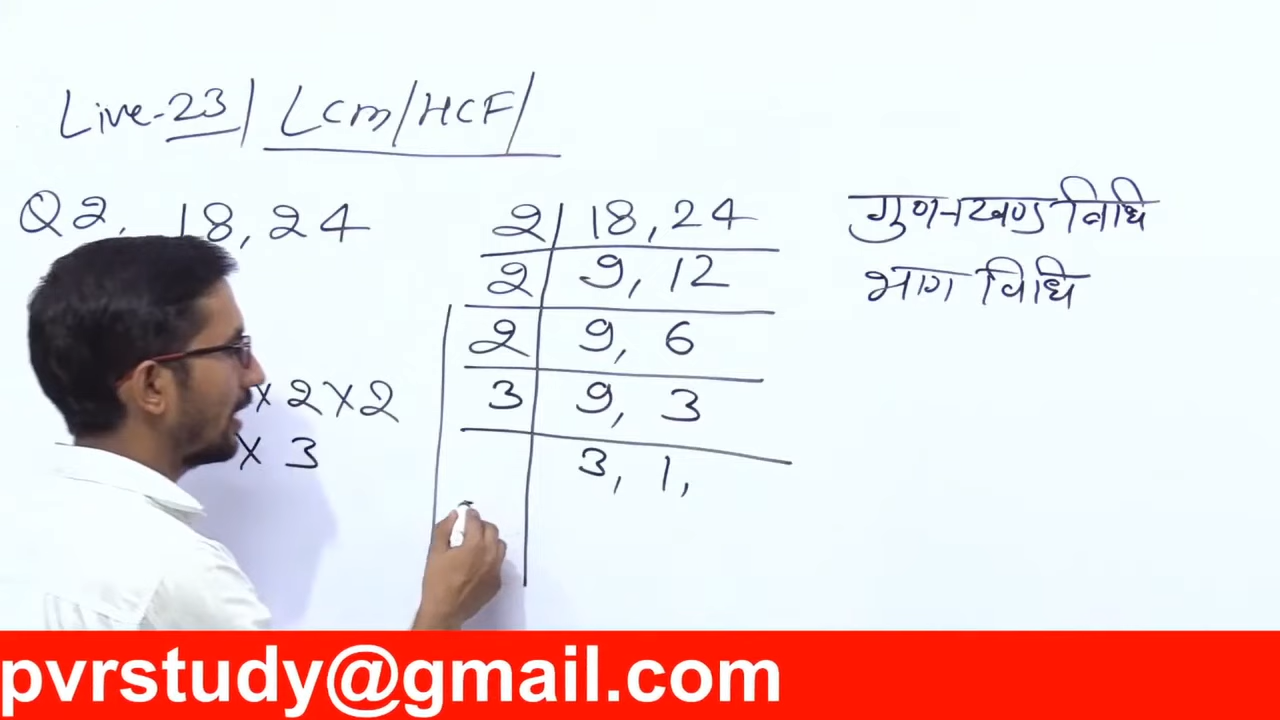 Live-23/ LCM/HCF/
Q2, 18,24
2 18,24
2 9, 12
2 9, 6
3 9, 3
3, 1,
× 2 × 2
× 3
गुणनखण्ड विधि
भाग विधि
pvrstudy@gmail.com